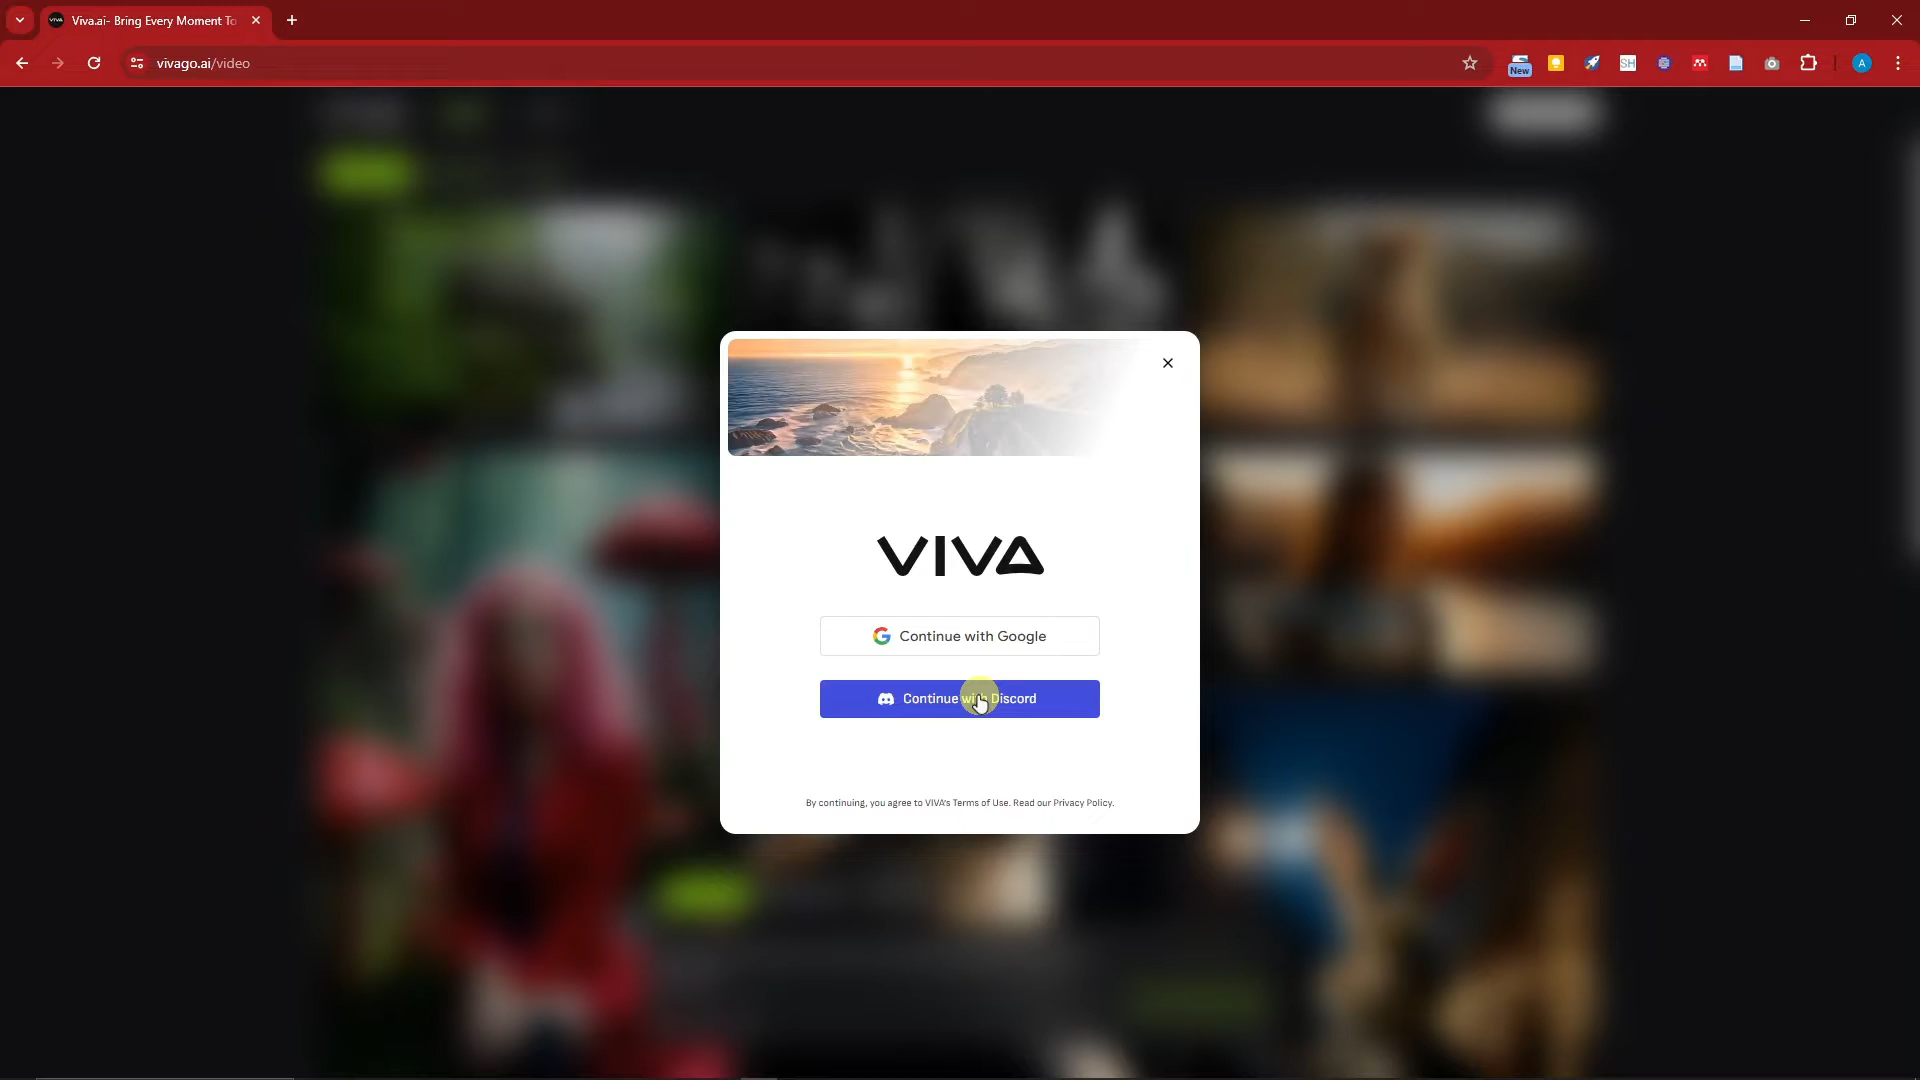 Viva.ai- Bring Every Moment To
vivago.ai/video
New
SH
A
VIVA
Continue with Google
Continue with Discord
By continuing, you agree to VIVA's Terms of Use. Read our Privacy Policy.